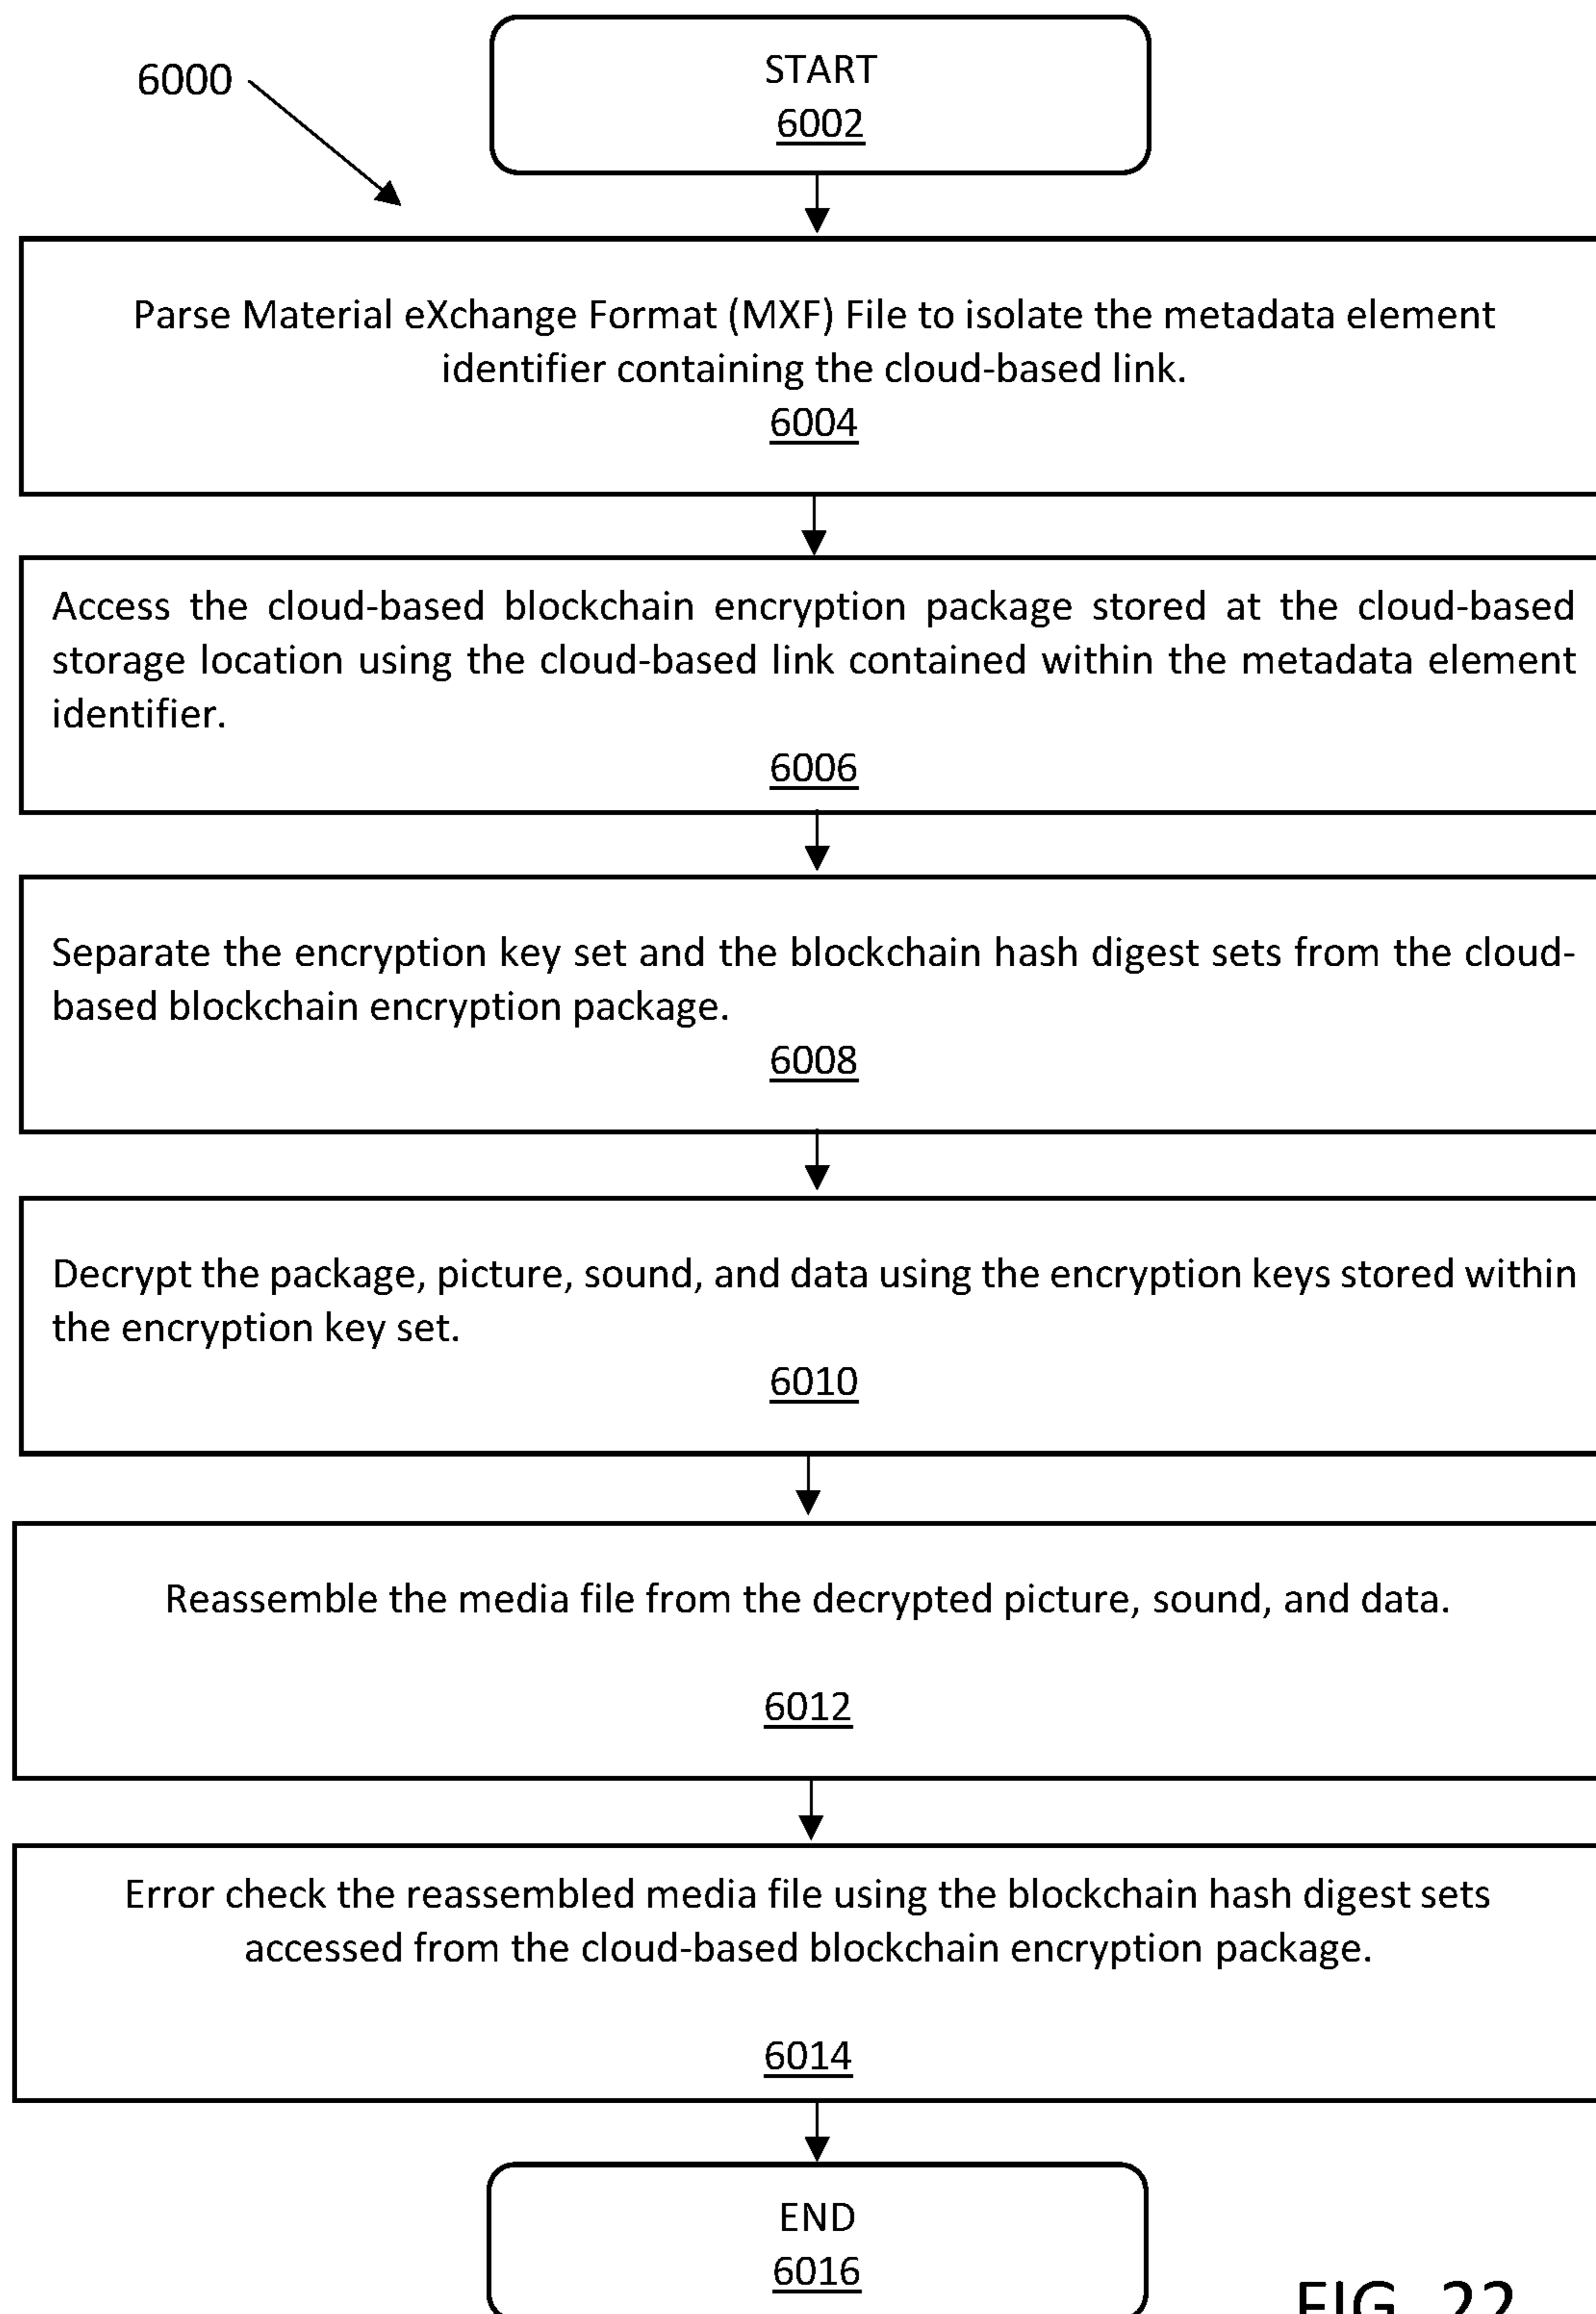 START
6000
6002
Parse Material eXchange Format (MXF) File to isolate the metadata element
identifier containing the cloud-based link.
6004
Access the cloud-based blockchain encryption package stored at the cloud-based
storage location using the cloud-based link contained within the metadata element
identifier.
6006
Separate the encryption key set and the blockchain hash digest sets from the cloud-
based blockchain encryption package.
6008
Decrypt the package, picture, sound, and data using the encryption keys stored within
the encryption key set.
6010
Reassemble the media file from the decrypted picture, sound, and data.
6012
Error check the reassembled media file using the blockchain hash digest sets
accessed from the cloud-based blockchain encryption package.
6014
END
6016
FIG. 22